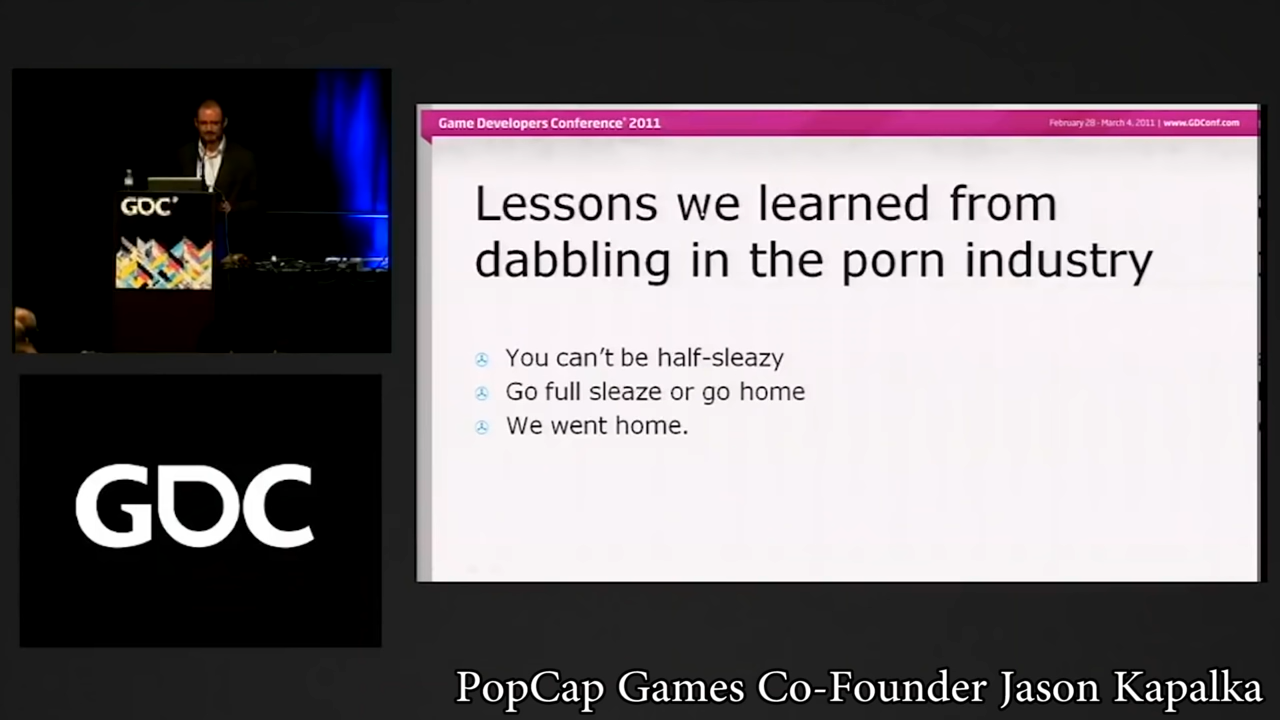 GDC
GDC
Game Developers Conference® 2011
February 28 - March 4, 2011 | www.GDConf.com
Lessons we learned from
dabbling in the porn industry
You can't be half-sleazy
Go full sleaze or go home
We went home.
PopCap Games Co-Founder Jason Kapalka